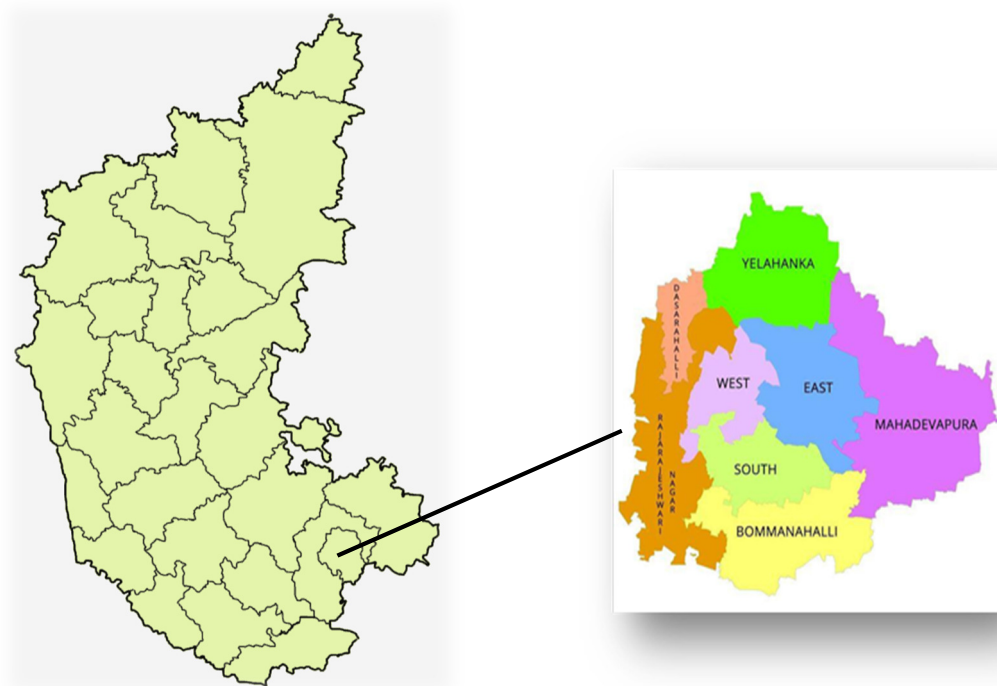 YELAHANKA
DASARAHALLI
WEST
EAST
MAHADEVAPURA
RAJARAJESHWARI
NAGAR
SOUTH
BOMMANAHALLI